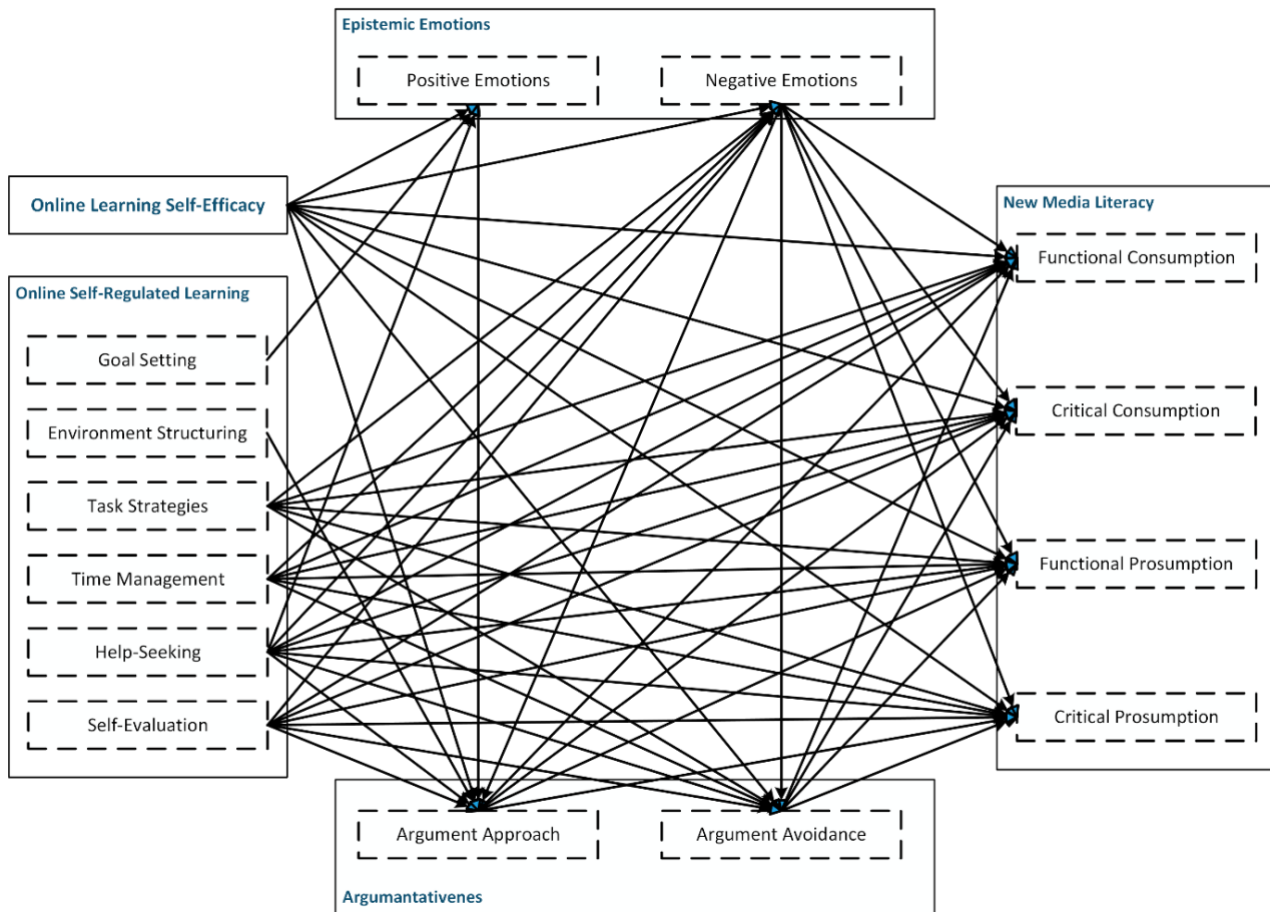 Epistemic Emotions
Positive Emotions
Negative Emotions
Online Learning Self-Efficacy
New Media Literacy
Functional Consumption
Critical Consumption
Functional Prosumption
Critical Prosumption
Online Self-Regulated Learning
Goal Setting
Environment Structuring
Task Strategies
Time Management
Help-Seeking
Self-Evaluation
Argument Approach
Argument Avoidance
Argumantativenes